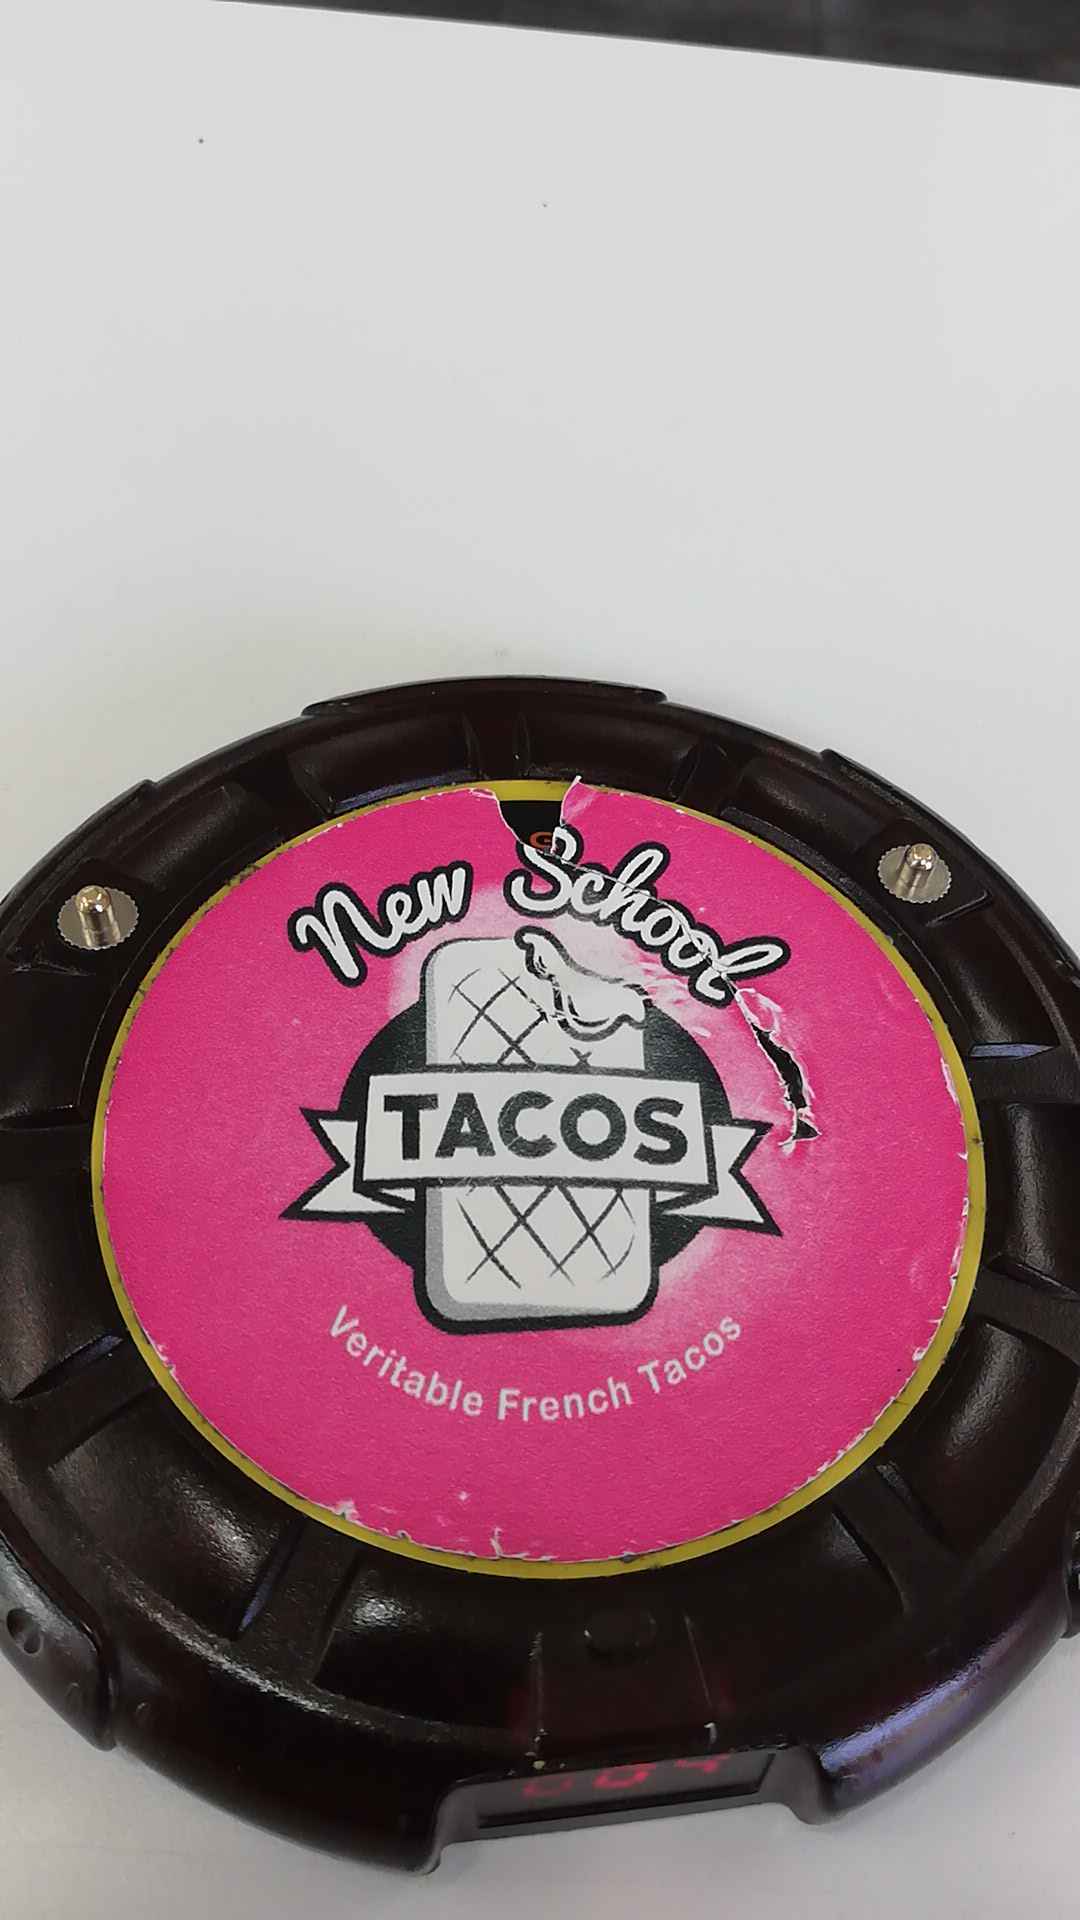 New School
TACOS
Veritable French Tacos